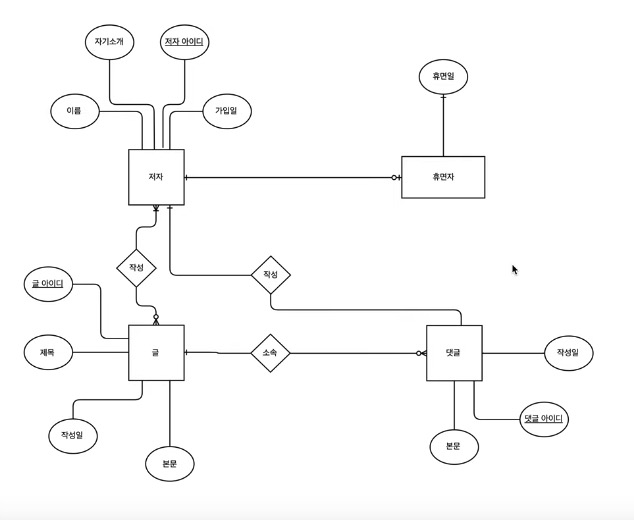 자기소개
저자 아이디
휴면일
이름
가입일
저자
휴면자
작성
작성
글 아이디
제목
글
소속
댓글
작성일
작성일
댓글 아이디
본문
본문